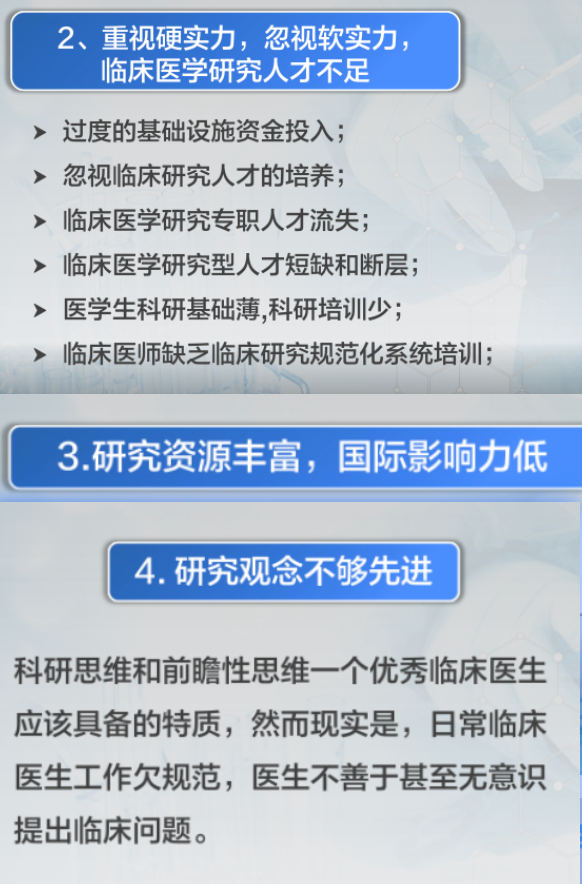 2、重视硬实力，忽视软实力，
临床医学研究人才不足
➤ 过度的基础设施资金投入；
➤ 忽视临床研究人才的培养；
➤ 临床医学研究专职人才流失；
➤ 临床医学研究型人才短缺和断层；
➤ 医学生科研基础薄,科研培训少；
➤ 临床医师缺乏临床研究规范化系统培训；
3.研究资源丰富，国际影响力低
4. 研究观念不够先进
科研思维和前瞻性思维一个优秀临床医生
应该具备的特质，然而现实是，日常临床
医生工作欠规范，医生不善于甚至无意识
提出临床问题。